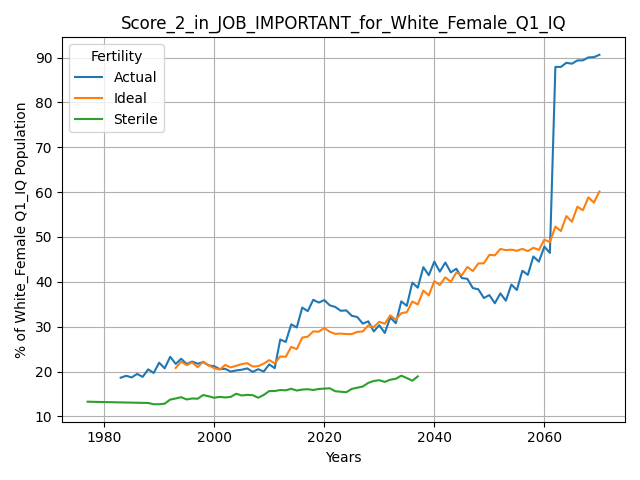 Score_2_in_JOB_IMPORTANT_for_White_Female_Q1_IQ
% of White_Female Q1_IQ Population
Fertility
Actual
Ideal
Sterile
90
80
70
60
50
40
30
20
10
1980
2000
2020
2040
2060
Years